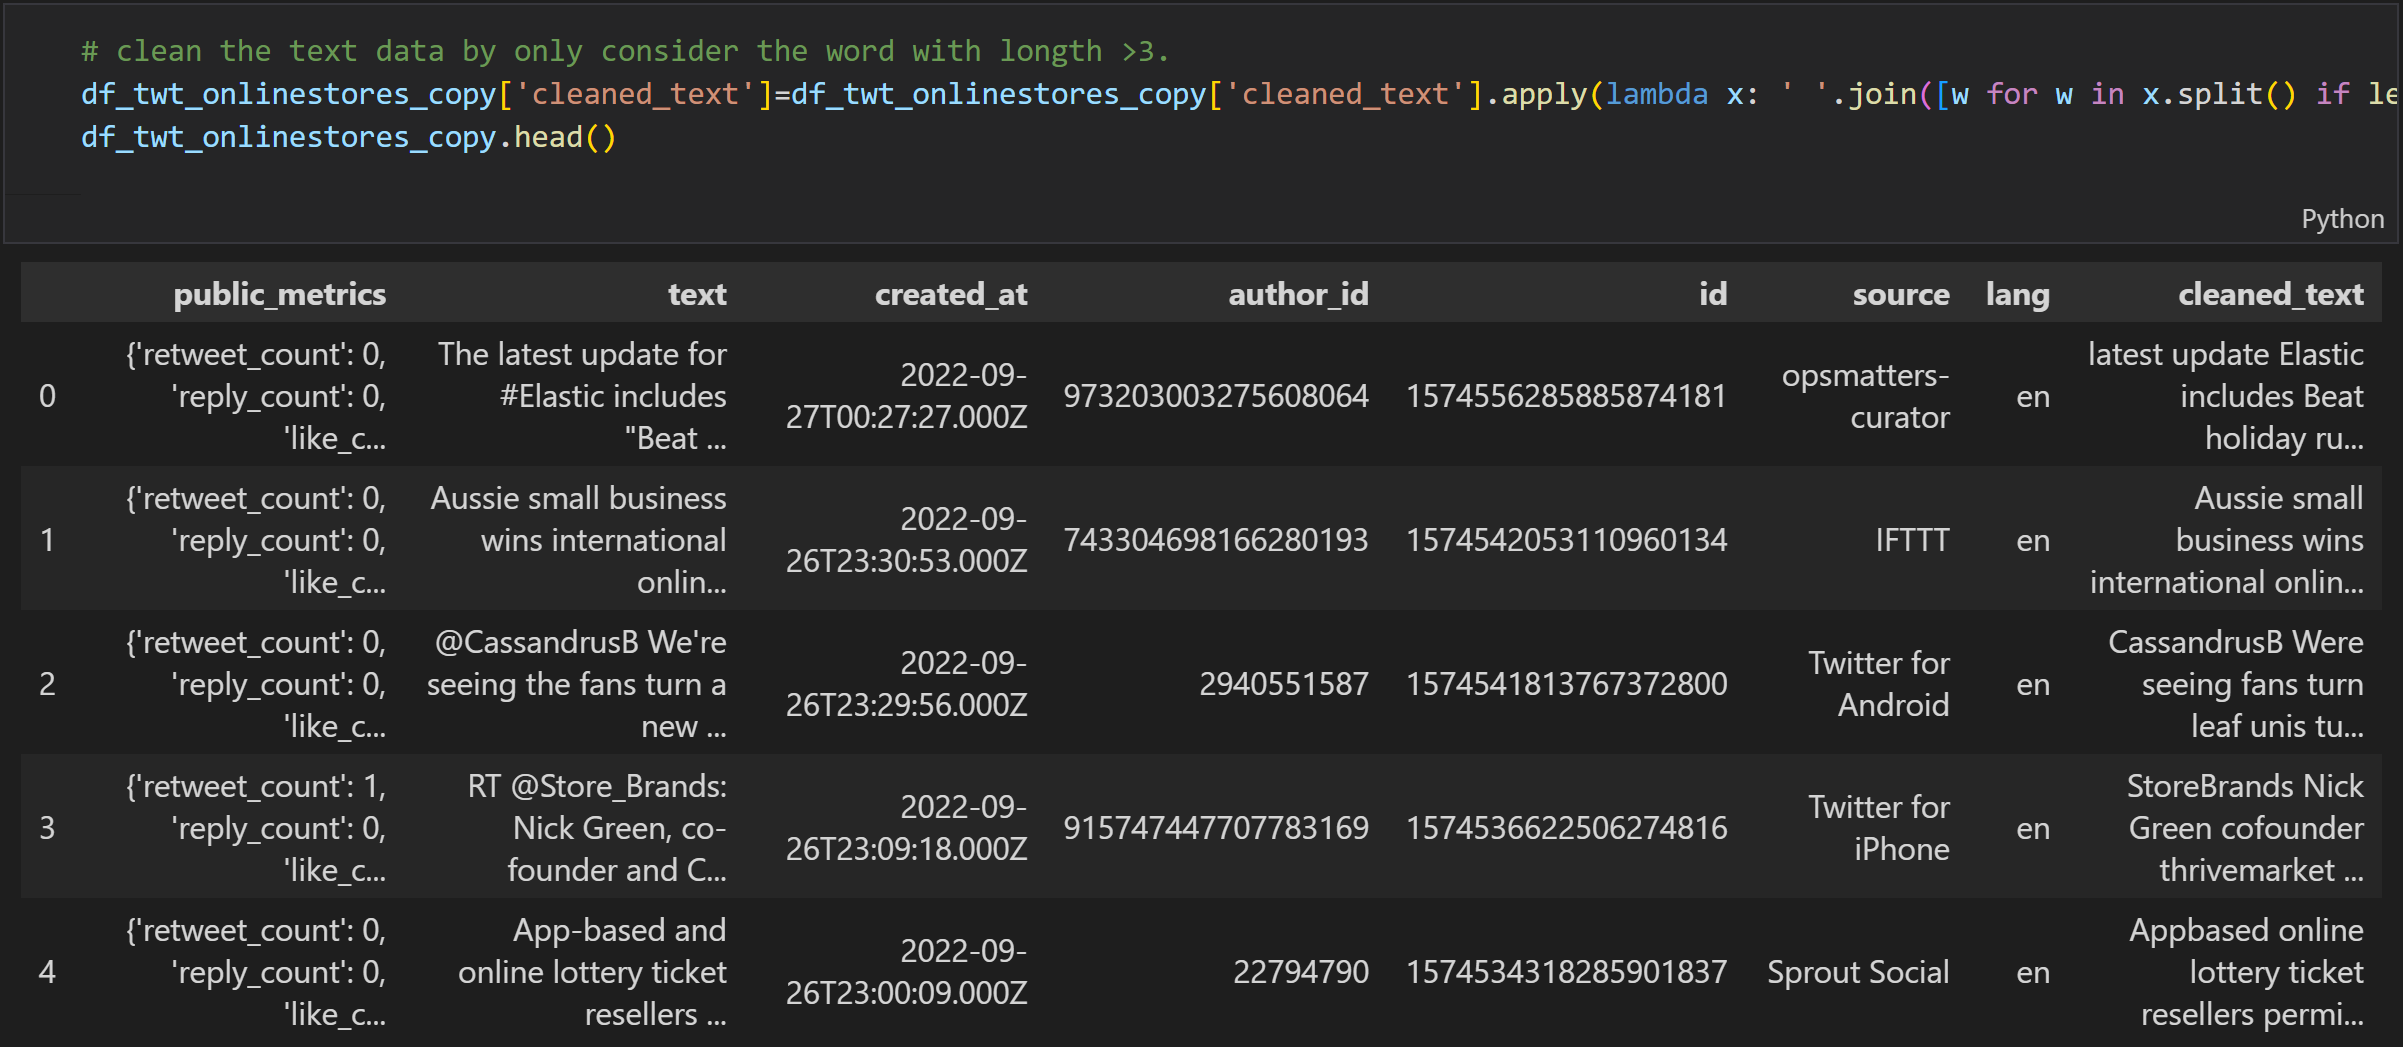 # clean the text data by only consider the word with longth >3.
df_twt_onlinestores_copy['cleaned_text']=df_twt_onlinestores_copy['cleaned_text'].apply(lambda x: ' '.join([w for w in x.split() if le
df_twt_onlinestores_copy.head()
Python
public_metrics text created_at author_id id source lang cleaned_text
0 {'retweet_count': 0, 'reply_count': 0, 'like_c... The latest update for #Elastic includes "Beat ... 2022-09-27T00:27:27.000Z 973203003275608064 1574556285885874181 opsmatters-curator en latest update Elastic includes Beat holiday ru...
1 {'retweet_count': 0, 'reply_count': 0, 'like_c... Aussie small business wins international onlin... 2022-09-26T23:30:53.000Z 743304698166280193 1574542053110960134 IFTTT en Aussie small business wins international onlin...
2 {'retweet_count': 0, 'reply_count': 0, 'like_c... @CassandrusB We're seeing the fans turn a new ... 2022-09-26T23:29:56.000Z 2940551587 1574541813767372800 Twitter for Android en CassandrusB Were seeing fans turn leaf unis tu...
3 {'retweet_count': 1, 'reply_count': 0, 'like_c... RT @Store_Brands: Nick Green, co-founder and C... 2022-09-26T23:09:18.000Z 915747447707783169 1574536622506274816 Twitter for iPhone en StoreBrands Nick Green cofounder thrivemarket ...
4 {'retweet_count': 0, 'reply_count': 0, 'like_c... App-based and online lottery ticket resellers ... 2022-09-26T23:00:09.000Z 22794790 1574534318285901837 Sprout Social en Appbased online lottery ticket resellers permi...